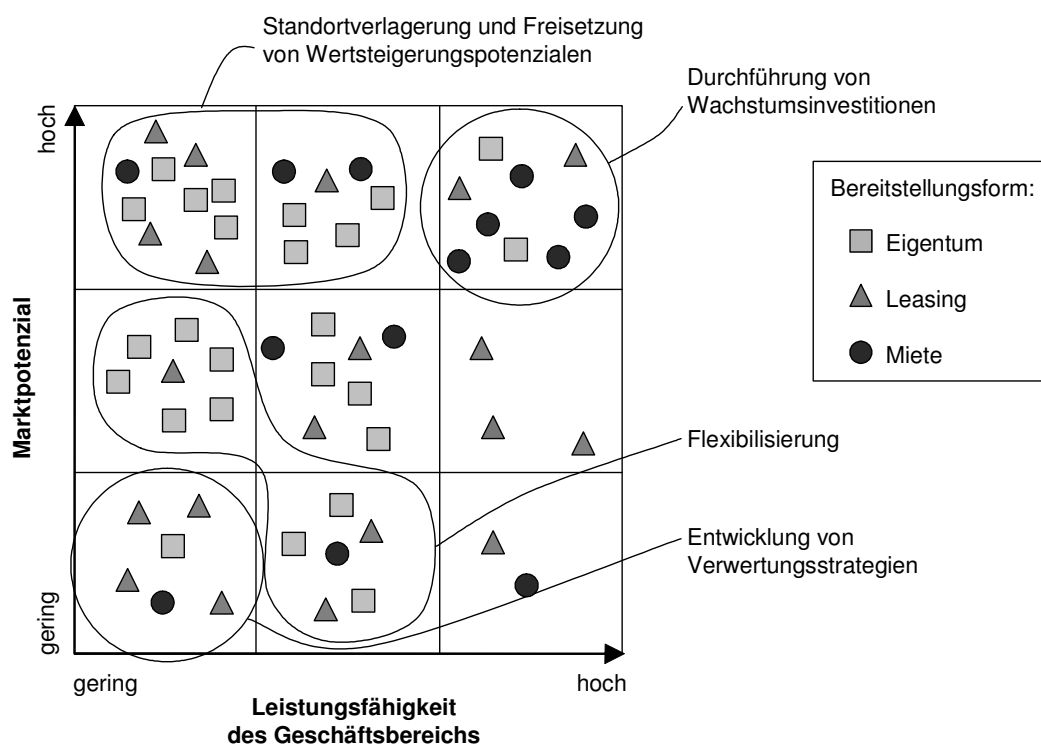 Standortverlagerung und Freisetzung
von Wertsteigerungspotenzialen
Durchführung von
Wachstumsinvestitionen
hoch
Bereitstellungsform:
Eigentum
Leasing
Miete
Marktpotenzial
Flexibilisierung
Entwicklung von
Verwertungsstrategien
gering
gering
hoch
Leistungsfähigkeit
des Geschäftsbereichs